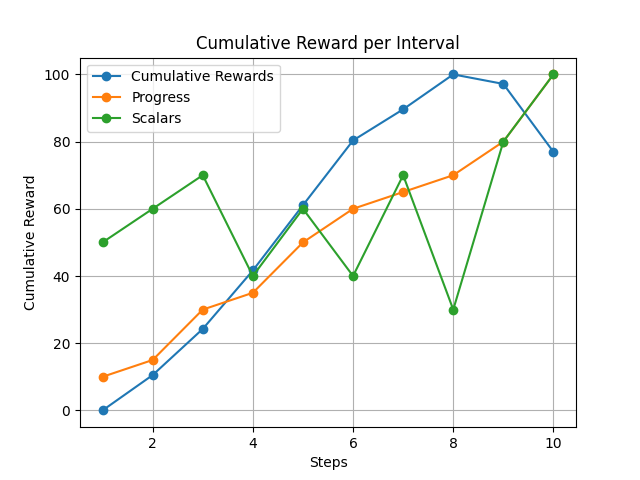 Cumulative Reward per Interval
Cumulative Rewards
Progress
Scalars
Cumulative Reward
100
80
60
40
20
0
2 4 6 8 10
Steps